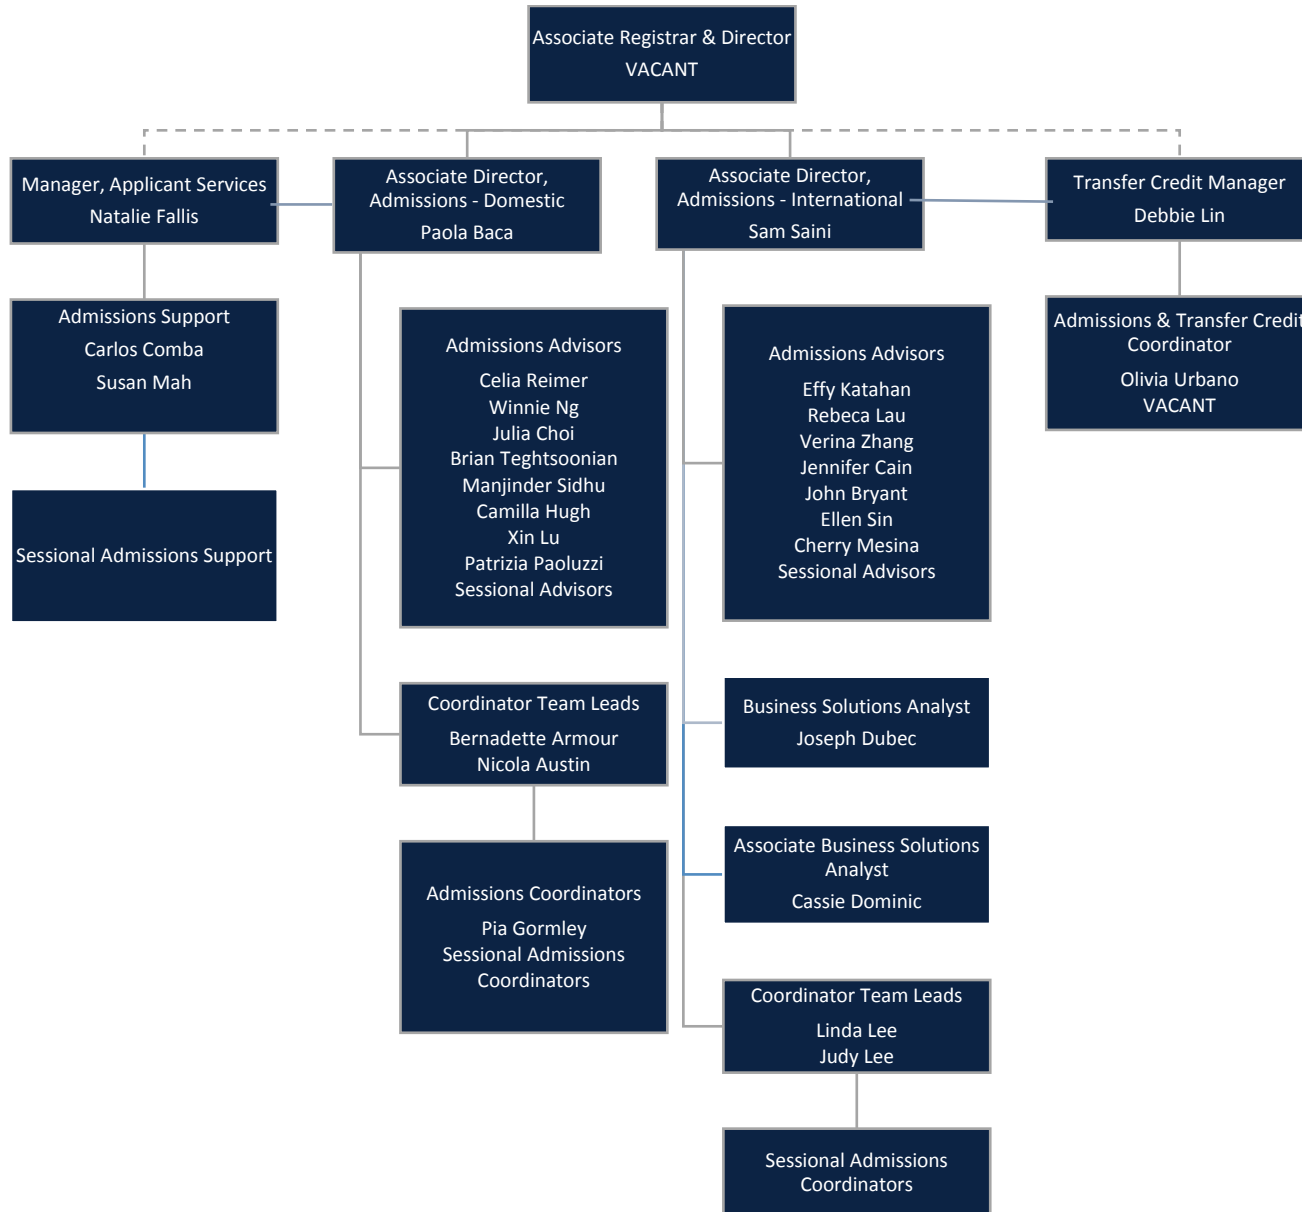 Associate Registrar & Director
VACANT
Manager, Applicant Services
Natalie Fallis
Associate Director,
Admissions - Domestic
Paola Baca
Associate Director,
Admissions - International
Sam Saini
Transfer Credit Manager
Debbie Lin
Admissions Support
Carlos Comba
Susan Mah
Sessional Admissions Support
Admissions Advisors
Celia Reimer
Winnie Ng
Julia Choi
Brian Teghtsoonian
Manjinder Sidhu
Camilla Hugh
Xin Lu
Patrizia Paoluzzi
Sessional Advisors
Coordinator Team Leads
Bernadette Armour
Nicola Austin
Admissions Coordinators
Pia Gormley
Sessional Admissions
Coordinators
Admissions Advisors
Effy Katahan
Rebeca Lau
Verina Zhang
Jennifer Cain
John Bryant
Ellen Sin
Cherry Mesina
Sessional Advisors
Business Solutions Analyst
Joseph Dubec
Associate Business Solutions
Analyst
Cassie Dominic
Coordinator Team Leads
Linda Lee
Judy Lee
Sessional Admissions
Coordinators
Admissions & Transfer Credit
Coordinator
Olivia Urbano
VACANT